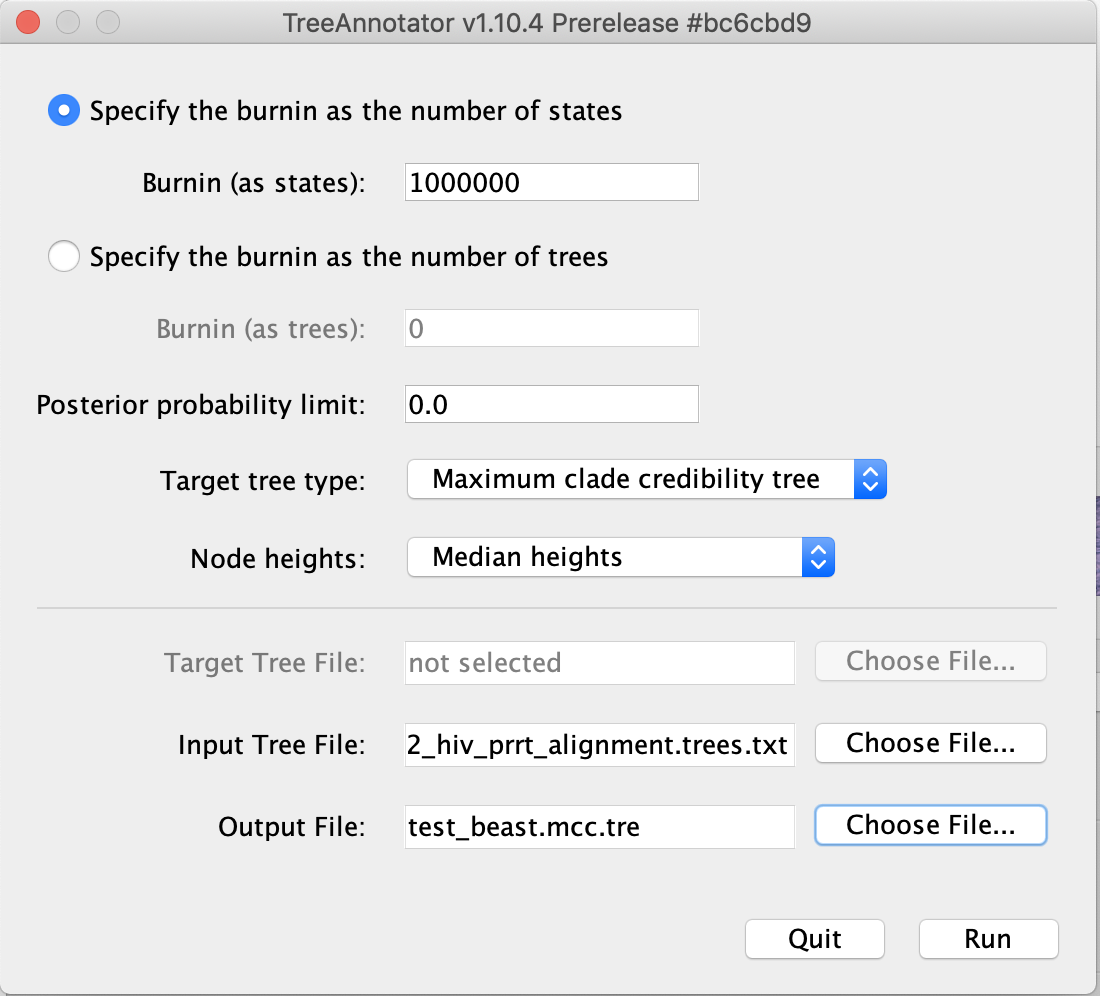 TreeAnnotator v1.10.4 Prerelease #bc6cbd9
Specify the burnin as the number of states
Burnin (as states): 1000000
Specify the burnin as the number of trees
Burnin (as trees): 0
Posterior probability limit: 0.0
Target tree type: Maximum clade credibility tree
Node heights: Median heights
Target Tree File: not selected Choose File...
Input Tree File: 2_hiv_prrt_alignment.trees.txt Choose File...
Output File: test_beast.mcc.tre Choose File...
Quit Run